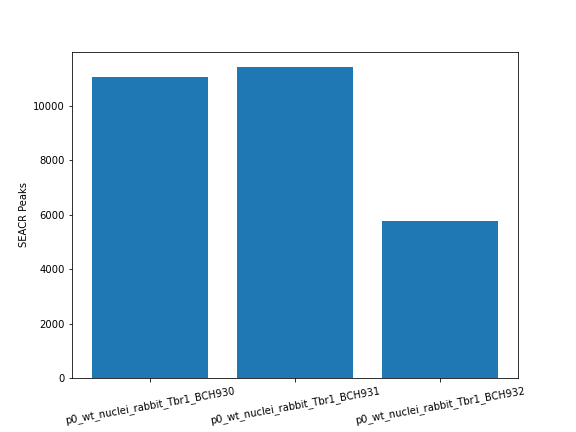 SEACR Peaks
10000
8000
6000
4000
2000
0
p0_wt_nuclei_rabbit_Tbr1_BCH930
p0_wt_nuclei_rabbit_Tbr1_BCH931
p0_wt_nuclei_rabbit_Tbr1_BCH932